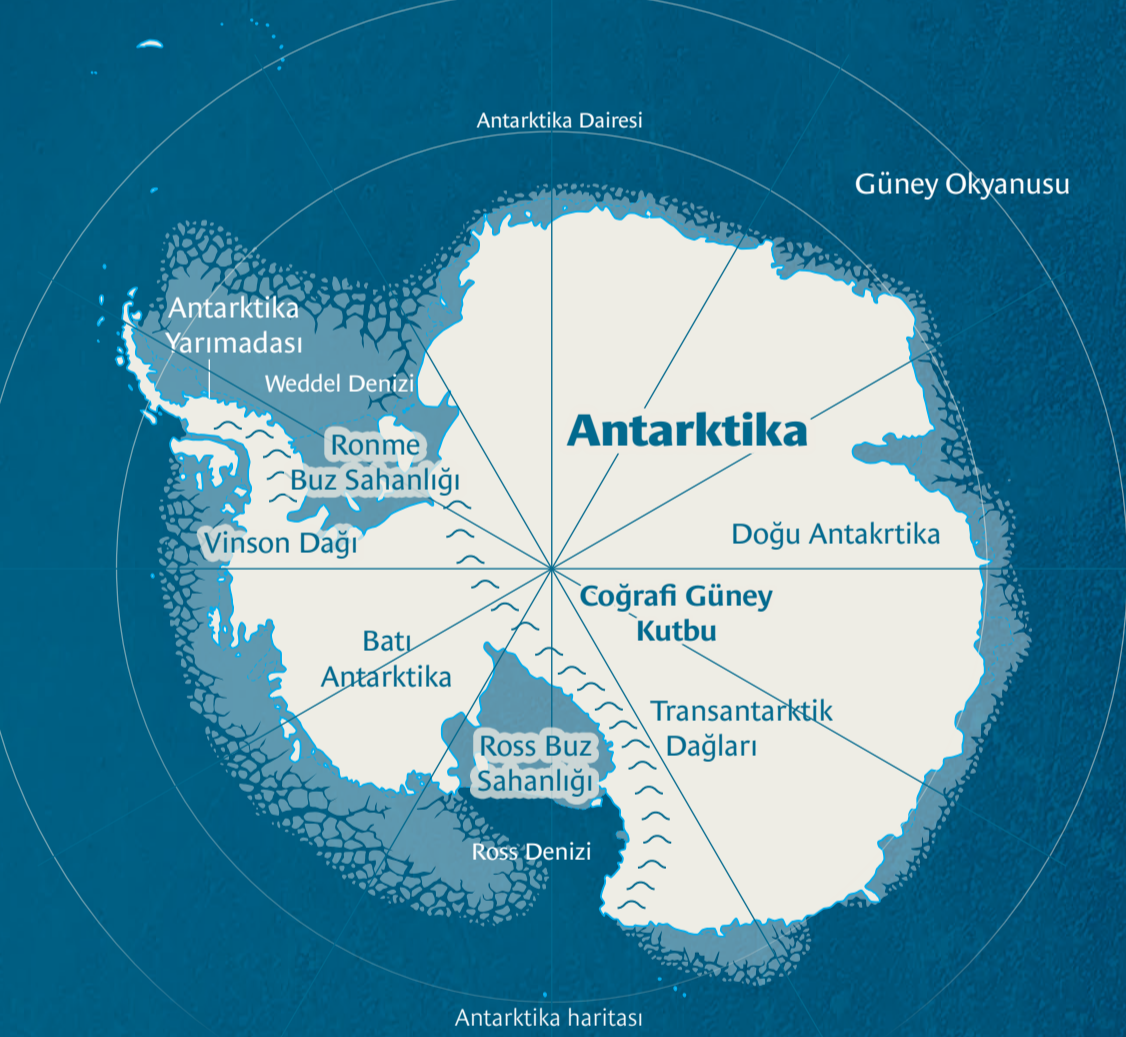 Antarktika Dairesi
Güney Okyanusu
Antarktika
Yarımadası
Weddel Denizi
Antarktika
Ronme
Buz Sahanlığı
Doğu Antakrtika
Vinson Dağı
Coğrafi Güney
Kutbu
Batı
Antarktika
Transantarktik
Dağları
Ross Buz
Sahanlığı
Ross Denizi
Antarktika haritası